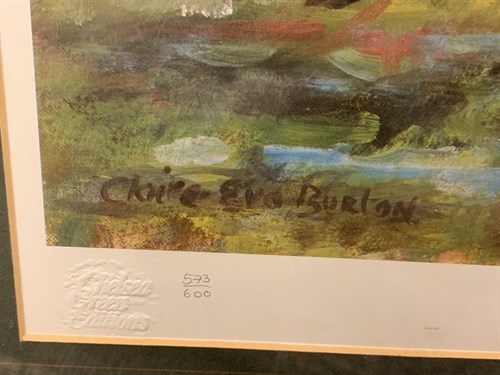 Claire Eva Burton
573
600
Chelsea
Green
Editions